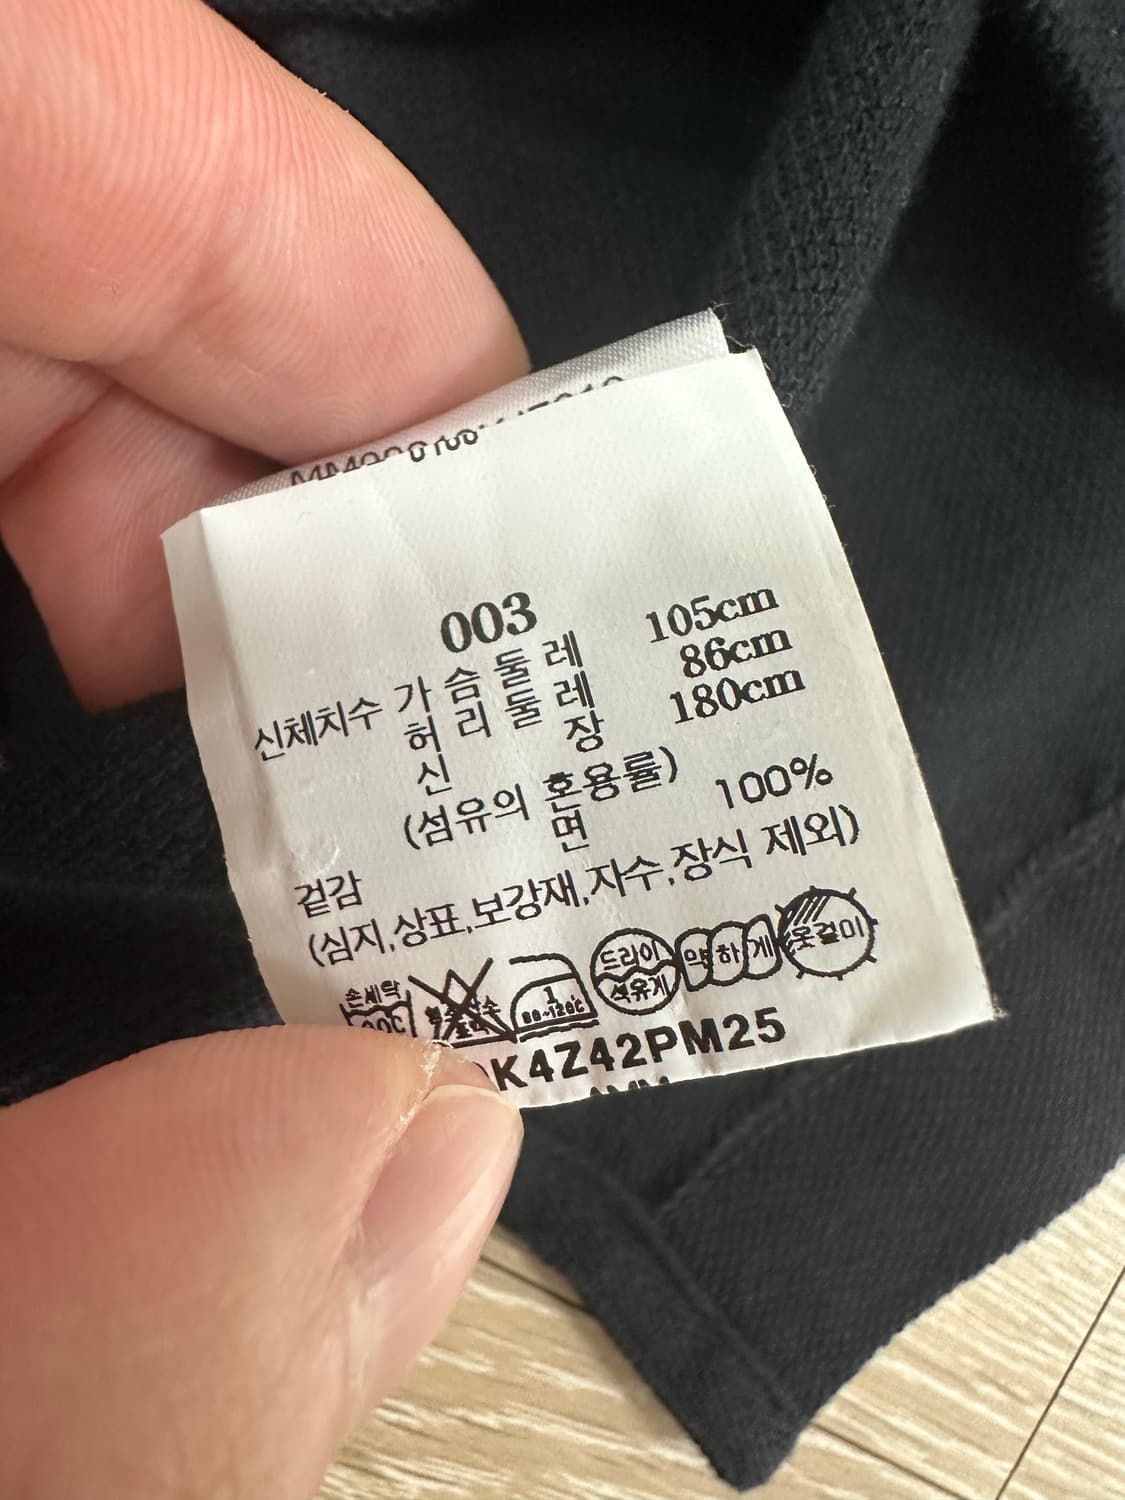 003
신체치수 가슴둘레 105cm
허리둘레 86cm
신장 180cm
(섬유의 혼용률)
겉감 면 100%
(심지,상표,보강재,자수,장식 제외)
손세탁 1 80~120℃ 드라이 석유계 약하게 옷걸이
K4Z42PM25